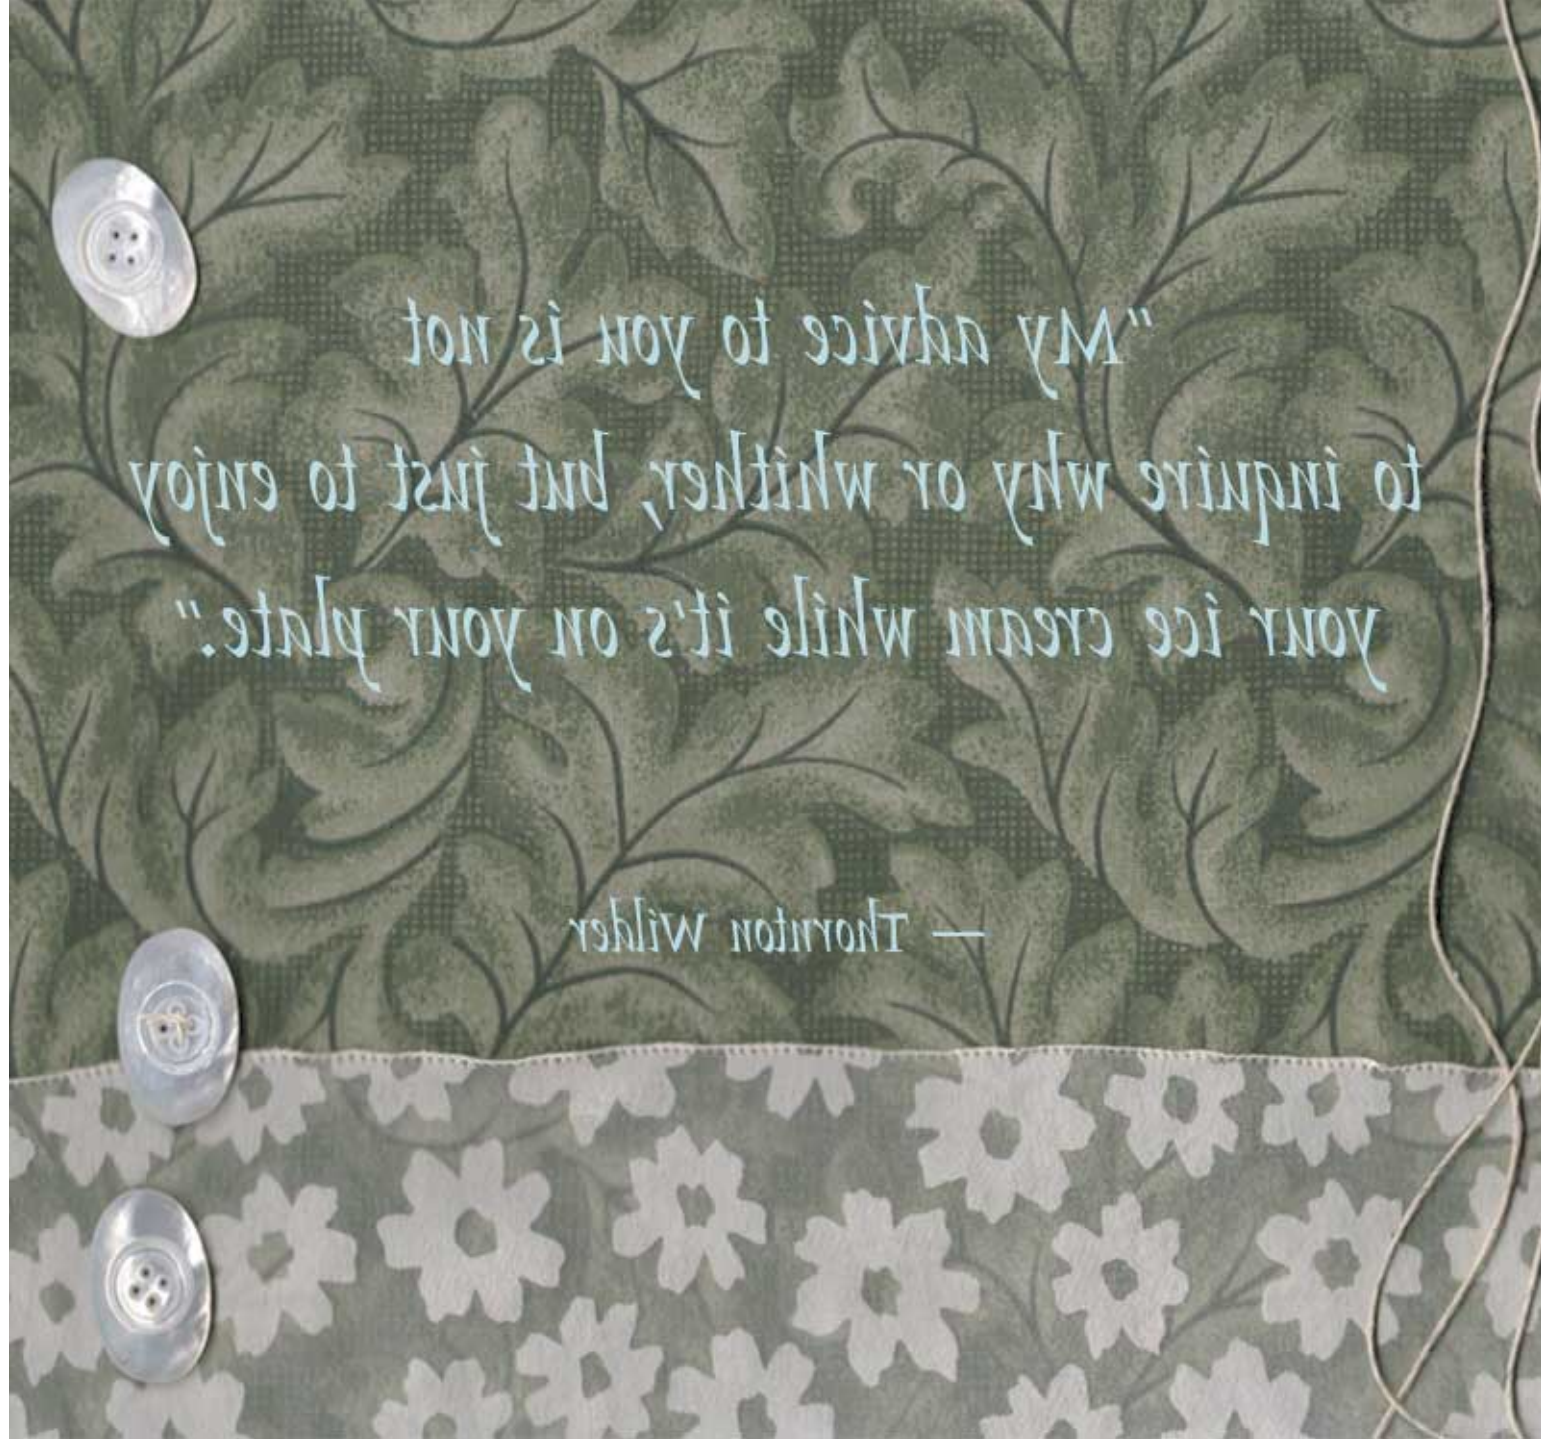 "My advice to you is not
to inquire why or whither, but just to enjoy
your ice cream while it's on your plate."
— Thornton Wilder